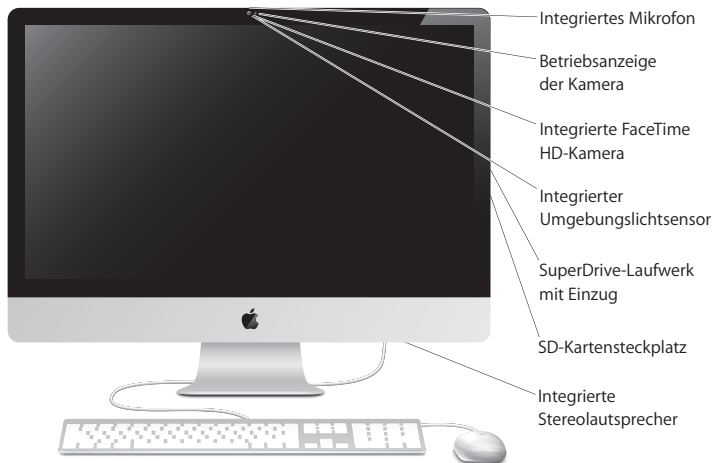 Integriertes Mikrofon
Betriebsanzeige
der Kamera
Integrierte FaceTime
HD-Kamera
Integrierter
Umgebungslichtsensor
SuperDrive-Laufwerk
mit Einzug
SD-Kartensteckplatz
Integrierte
Stereolautsprecher